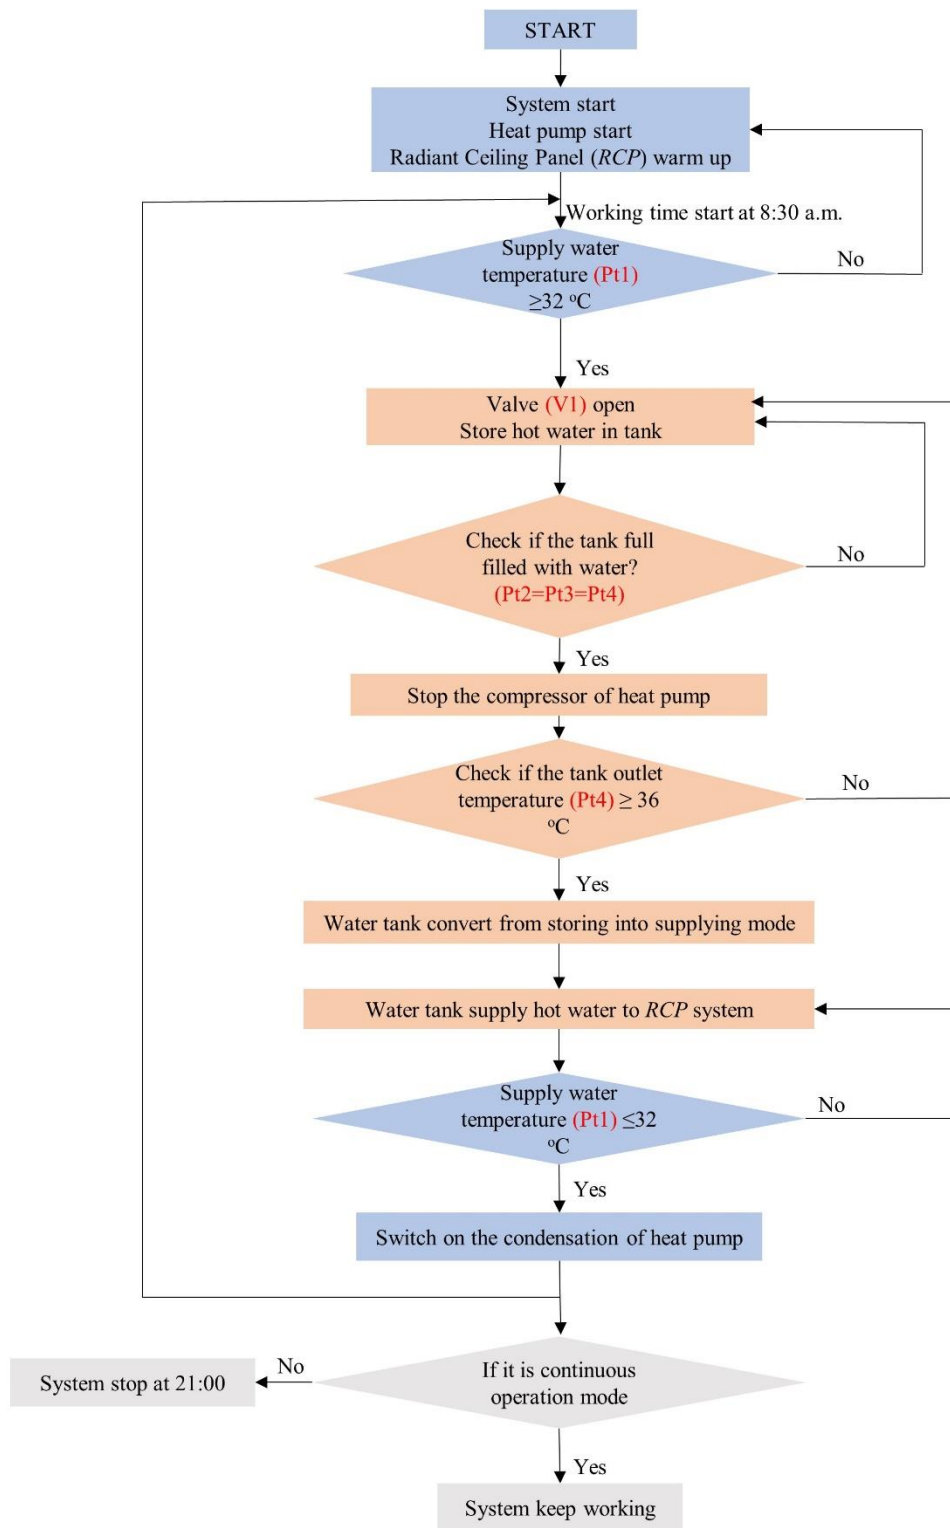 START
System start
Heat pump start
Radiant Ceiling Panel (RCP) warm up
Working time start at 8:30 a.m.
Supply water
temperature (Pt1)
≥32 °C
No
Yes
Valve (V1) open
Store hot water in tank
Check if the tank full
filled with water?
(Pt2=Pt3=Pt4)
No
Yes
Stop the compressor of heat pump
Check if the tank outlet
temperature (Pt4) ≥ 36
°C
No
Yes
Water tank convert from storing into supplying mode
Water tank supply hot water to RCP system
Supply water
temperature (Pt1) ≤32
°C
No
Yes
Switch on the condensation of heat pump
If it is continuous
operation mode
No
System stop at 21:00
Yes
System keep working